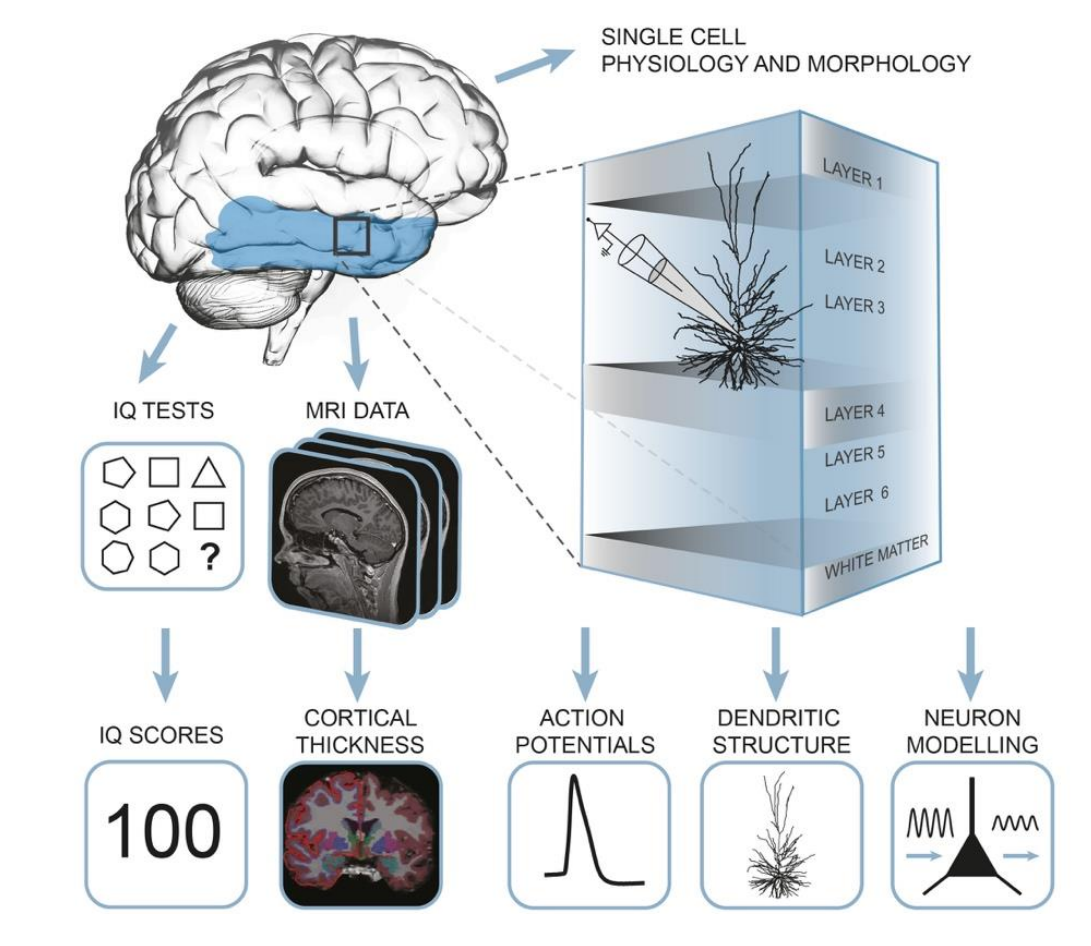 SINGLE CELL
PHYSIOLOGY AND MORPHOLOGY
LAYER 1
LAYER 2
LAYER 3
LAYER 4
LAYER 5
LAYER 6
WHITE MATTER
IQ TESTS
MRI DATA
?
IQ SCORES
CORTICAL
THICKNESS
ACTION
POTENTIALS
DENDRITIC
STRUCTURE
NEURON
MODELLING
100